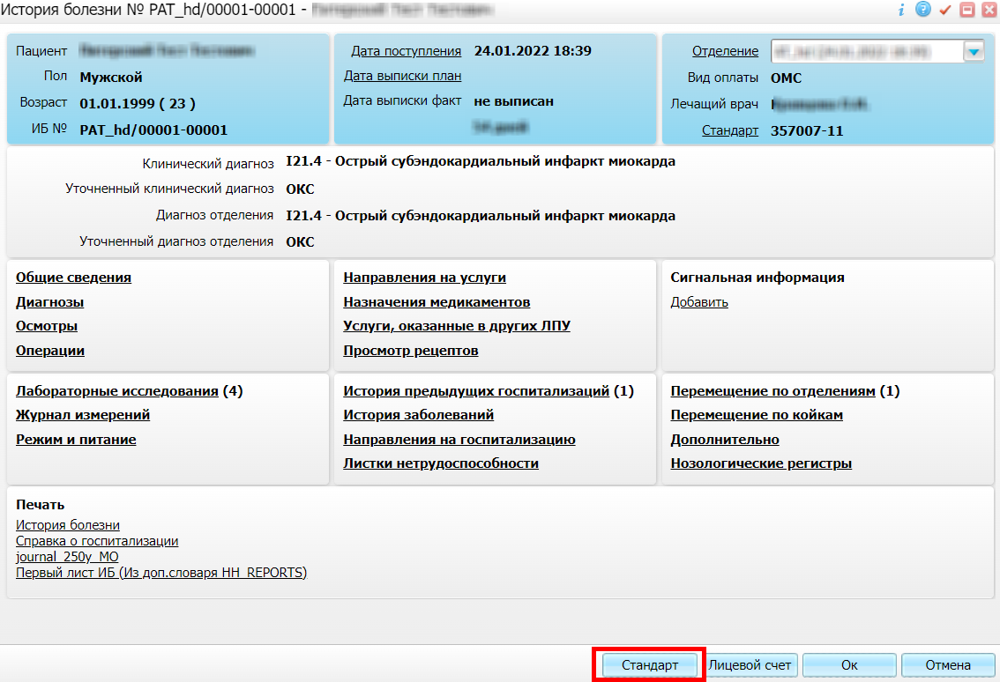 История болезни № PAT_hd/00001-00001 -
Пациент
Пол Мужской
Возраст 01.01.1999 ( 23 )
ИБ № PAT_hd/00001-00001
Дата поступления 24.01.2022 18:39
Дата выписки план
Дата выписки факт не выписан
Отделение
Вид оплаты ОМС
Лечащий врач
Стандарт 357007-11
Клинический диагноз I21.4 - Острый субэндокардиальный инфаркт миокарда
Уточненный клинический диагноз ОКС
Диагноз отделения I21.4 - Острый субэндокардиальный инфаркт миокарда
Уточненный диагноз отделения ОКС
Общие сведения
Диагнозы
Осмотры
Операции
Направления на услуги
Назначения медикаментов
Услуги, оказанные в других ЛПУ
Просмотр рецептов
Сигнальная информация
Добавить
Лабораторные исследования (4)
Журнал измерений
Режим и питание
История предыдущих госпитализаций (1)
История заболеваний
Направления на госпитализацию
Листки нетрудоспособности
Перемещение по отделениям (1)
Перемещение по койкам
Дополнительно
Нозологические регистры
Печать
История болезни
Справка о госпитализации
journal_250y_MO
Первый лист ИБ (Из доп.словаря HH_REPORTS)
Стандарт Лицевой счет Ок Отмена